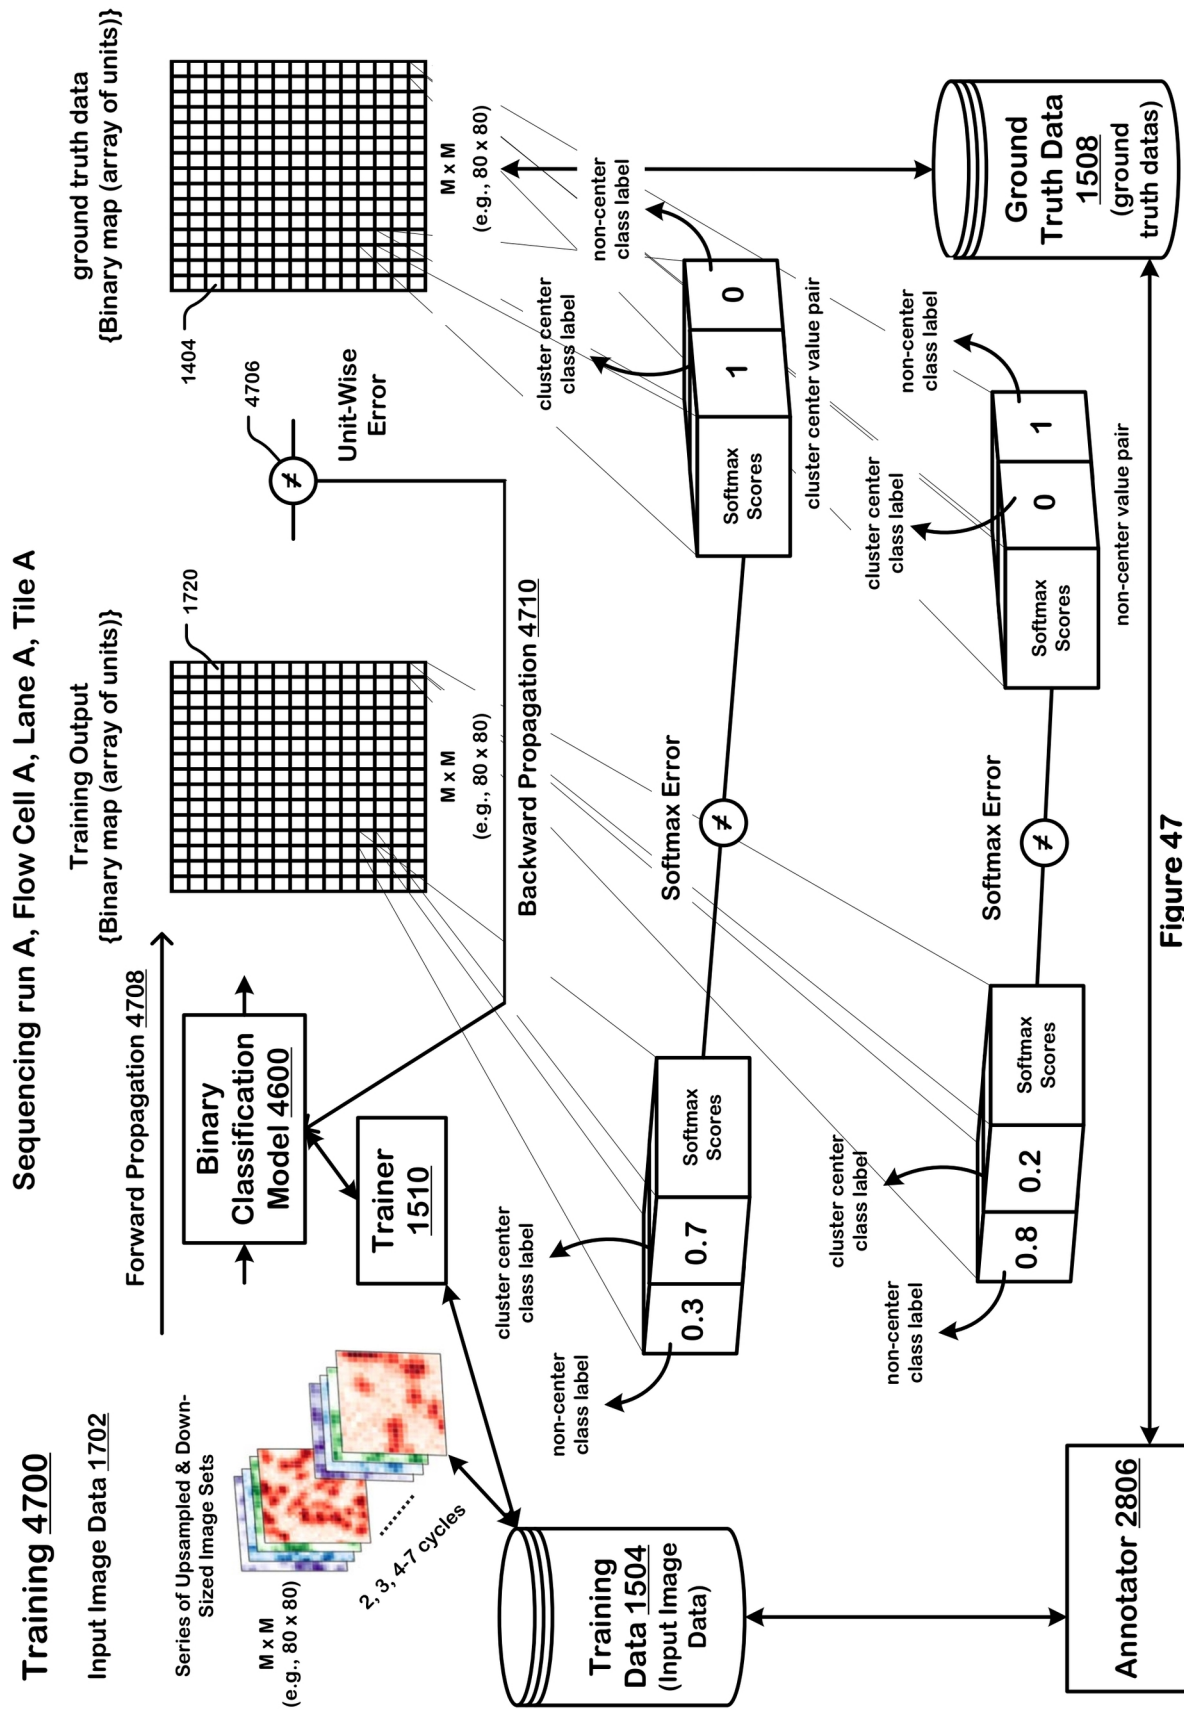 Sequencing run A, Flow Cell A, Lane A, Tile A
Training 4700
Input Image Data 1702
Series of Upsampled & Down-
Sized Image Sets
M x M
(e.g., 80 x 80)
2, 3, 4-7 cycles
Forward Propagation 4708
Binary
Classification
Model 4600
Trainer
1510
Training Output
{Binary map (array of units)}
1720
M x M
(e.g., 80 x 80)
Backward Propagation 4710
4706
≠
Unit-Wise
Error
ground truth data
{Binary map (array of units)}
1404
M x M
(e.g., 80 x 80)
Training
Data 1504
(Input Image
Data)
non-center
class label
cluster center
class label
0.3
0.7
Softmax
Scores
Softmax Error
≠
Softmax
Scores
1
0
cluster center
class label
non-center
class label
cluster center value pair
non-center
class label
cluster center
class label
0.8
0.2
Softmax
Scores
Softmax Error
≠
Softmax
Scores
0
1
cluster center
class label
non-center
class label
non-center value pair
Ground
Truth Data
1508
(ground
truth datas)
Annotator 2806
Figure 47